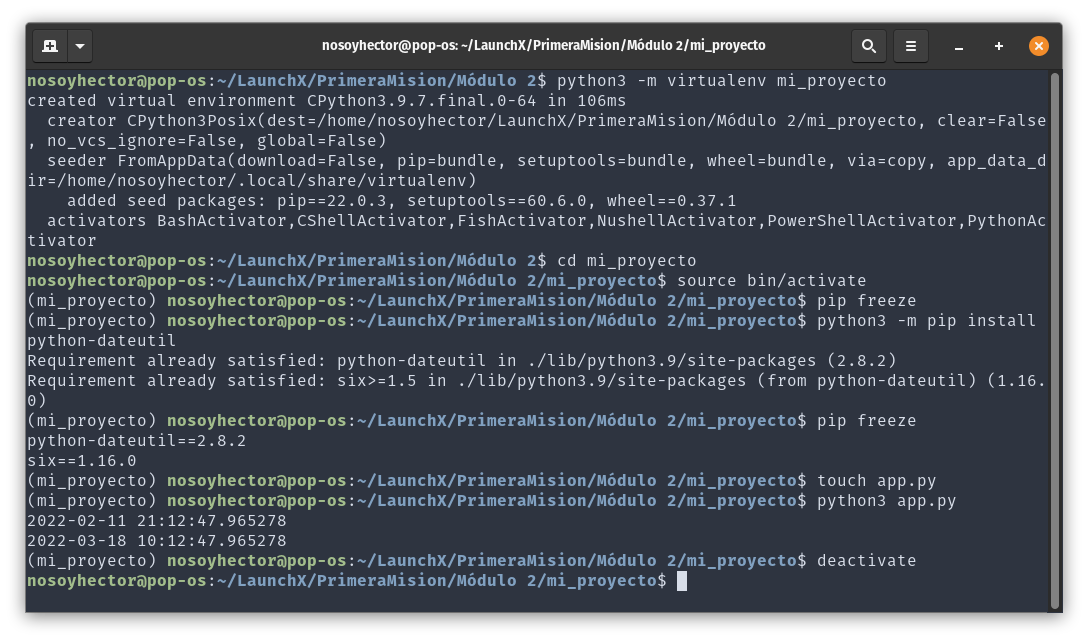 nosoyhector@pop-os: ~/LaunchX/PrimeraMision/Módulo 2/mi_proyecto
nosoyhector@pop-os:~/LaunchX/PrimeraMision/Módulo 2$ python3 -m virtualenv mi_proyecto
created virtual environment CPython3.9.7.final.0-64 in 106ms
  creator CPython3Posix(dest=/home/nosoyhector/LaunchX/PrimeraMision/Módulo 2/mi_proyecto, clear=False
, no_vcs_ignore=False, global=False)
  seeder FromAppData(download=False, pip=bundle, setuptools=bundle, wheel=bundle, via=copy, app_data_d
ir=/home/nosoyhector/.local/share/virtualenv)
    added seed packages: pip==22.0.3, setuptools==60.6.0, wheel==0.37.1
  activators BashActivator,CShellActivator,FishActivator,NushellActivator,PowerShellActivator,PythonAc
tivator
nosoyhector@pop-os:~/LaunchX/PrimeraMision/Módulo 2$ cd mi_proyecto
nosoyhector@pop-os:~/LaunchX/PrimeraMision/Módulo 2/mi_proyecto$ source bin/activate
(mi_proyecto) nosoyhector@pop-os:~/LaunchX/PrimeraMision/Módulo 2/mi_proyecto$ pip freeze
(mi_proyecto) nosoyhector@pop-os:~/LaunchX/PrimeraMision/Módulo 2/mi_proyecto$ python3 -m pip install
python-dateutil
Requirement already satisfied: python-dateutil in ./lib/python3.9/site-packages (2.8.2)
Requirement already satisfied: six>=1.5 in ./lib/python3.9/site-packages (from python-dateutil) (1.16.
0)
(mi_proyecto) nosoyhector@pop-os:~/LaunchX/PrimeraMision/Módulo 2/mi_proyecto$ pip freeze
python-dateutil==2.8.2
six==1.16.0
(mi_proyecto) nosoyhector@pop-os:~/LaunchX/PrimeraMision/Módulo 2/mi_proyecto$ touch app.py
(mi_proyecto) nosoyhector@pop-os:~/LaunchX/PrimeraMision/Módulo 2/mi_proyecto$ python3 app.py
2022-02-11 21:12:47.965278
2022-03-18 10:12:47.965278
(mi_proyecto) nosoyhector@pop-os:~/LaunchX/PrimeraMision/Módulo 2/mi_proyecto$ deactivate
nosoyhector@pop-os:~/LaunchX/PrimeraMision/Módulo 2/mi_proyecto$